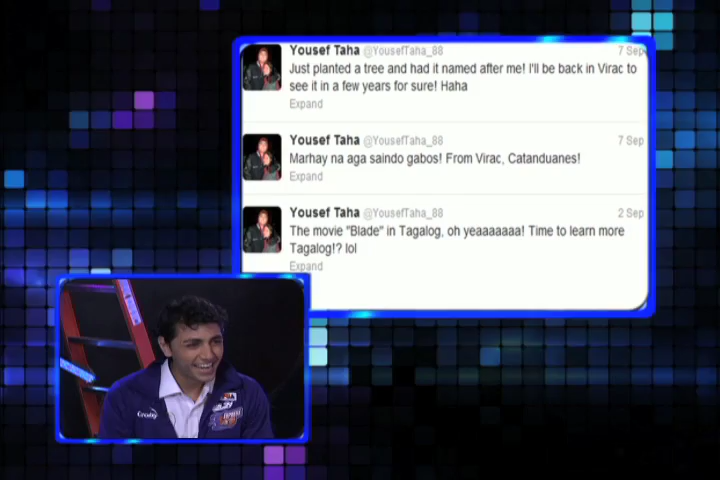 Yousef Taha @YousefTaha_88 7 Sep
Just planted a tree and had it named after me! I'll be back in Virac to
see it in a few years for sure! Haha
Expand
Yousef Taha @YousefTaha_88 7 Sep
Marhay na aga saindo gabos! From Virac, Catanduanes!
Expand
Yousef Taha @YousefTaha_88 2 Sep
The movie "Blade" in Tagalog, oh yeaaaaaaa! Time to learn more
Tagalog!? lol
Expand
EXPRESS